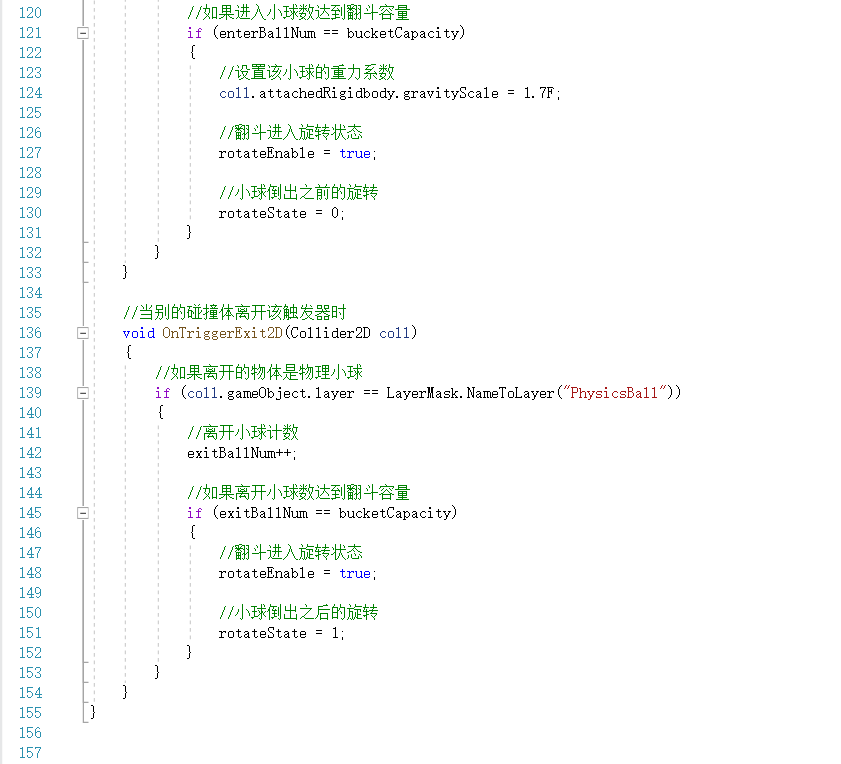 120 //如果进入小球数达到翻斗容量
121 if (enterBallNum == bucketCapacity)
122 {
123 //设置该小球的重力系数
124 coll.attachedRigidbody.gravityScale = 1.7F;
125
126 //翻斗进入旋转状态
127 rotateEnable = true;
128
129 //小球倒出之前的旋转
130 rotateState = 0;
131 }
132 }
133 }
134
135 //当别的碰撞体离开该触发器时
136 void OnTriggerExit2D(Collider2D coll)
137 {
138 //如果离开的物体是物理小球
139 if (coll.gameObject.layer == LayerMask.NameToLayer("PhysicsBall"))
140 {
141 //离开小球计数
142 exitBallNum++;
143
144 //如果离开小球数达到翻斗容量
145 if (exitBallNum == bucketCapacity)
146 {
147 //翻斗进入旋转状态
148 rotateEnable = true;
149
150 //小球倒出之后的旋转
151 rotateState = 1;
152 }
153 }
154 }
155 }
156
157